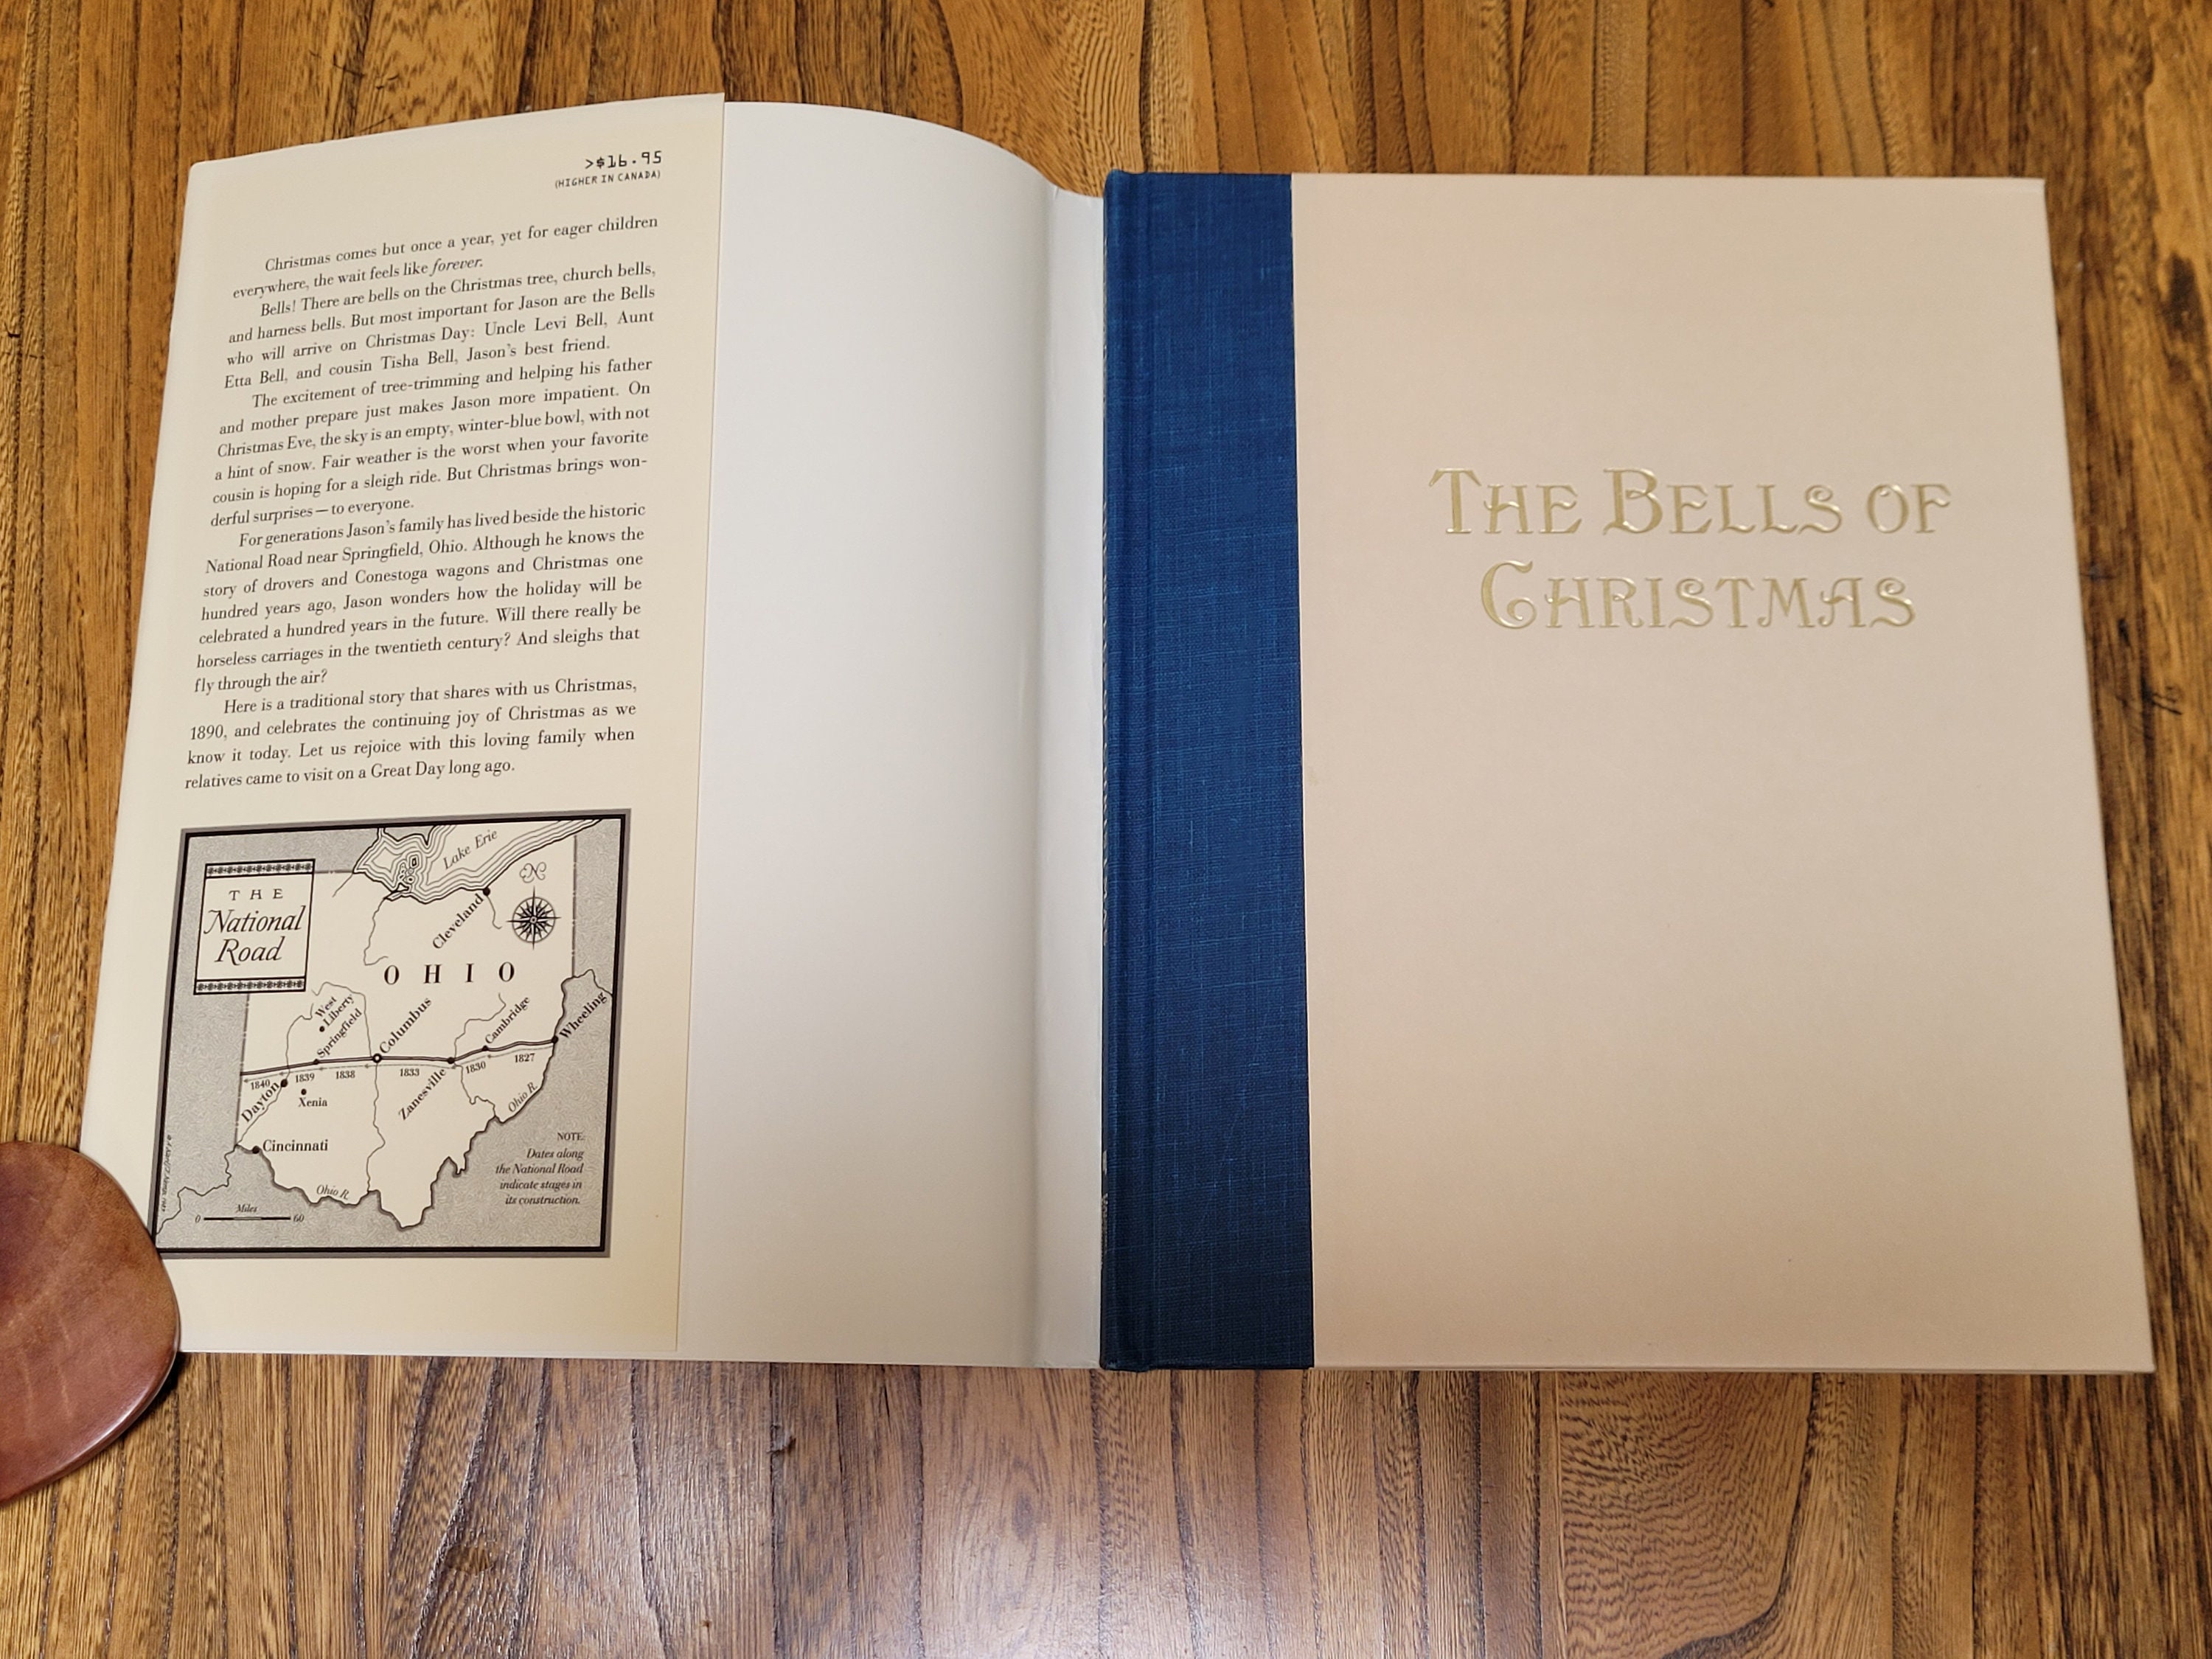 >$16.95
(HIGHER IN CANADA)
Christmas comes but once a year, yet for eager children
everywhere, the wait feels like forever.
Bells! There are bells on the Christmas tree, church bells,
and harness bells. But most important for Jason are the Bells
who will arrive on Christmas Day: Uncle Levi Bell, Aunt
Etta Bell, and cousin Tisha Bell, Jason's best friend.
The excitement of tree-trimming and helping his father
and mother prepare just makes Jason more impatient. On
Christmas Eve, the sky is an empty, winter-blue bowl, with not
a hint of snow. Fair weather is the worst when your favorite
cousin is hoping for a sleigh ride. But Christmas brings won-
derful surprises — to everyone.
For generations Jason's family has lived beside the historic
National Road near Springfield, Ohio. Although he knows the
story of drovers and Conestoga wagons and Christmas one
hundred years ago, Jason wonders how the holiday will be
celebrated a hundred years in the future. Will there really be
horseless carriages in the twentieth century? And sleighs that
fly through the air?
Here is a traditional story that shares with us Christmas,
1890, and celebrates the continuing joy of Christmas as we
know it today. Let us rejoice with this loving family when
relatives came to visit on a Great Day long ago.
THE
National
Road
Lake Erie
N
Cleveland
OHIO
West
Liberty
Springfield
Columbus
Cambridge
Wheeling
1840
1839
1838
1833
1830
1827
Dayton
Xenia
Zanesville
Ohio R.
Cincinnati
Ohio R.
NOTE:
Dates along
the National Road
indicate stages in
its construction.
Miles
0 60
THE BELLS OF
CHRISTMAS